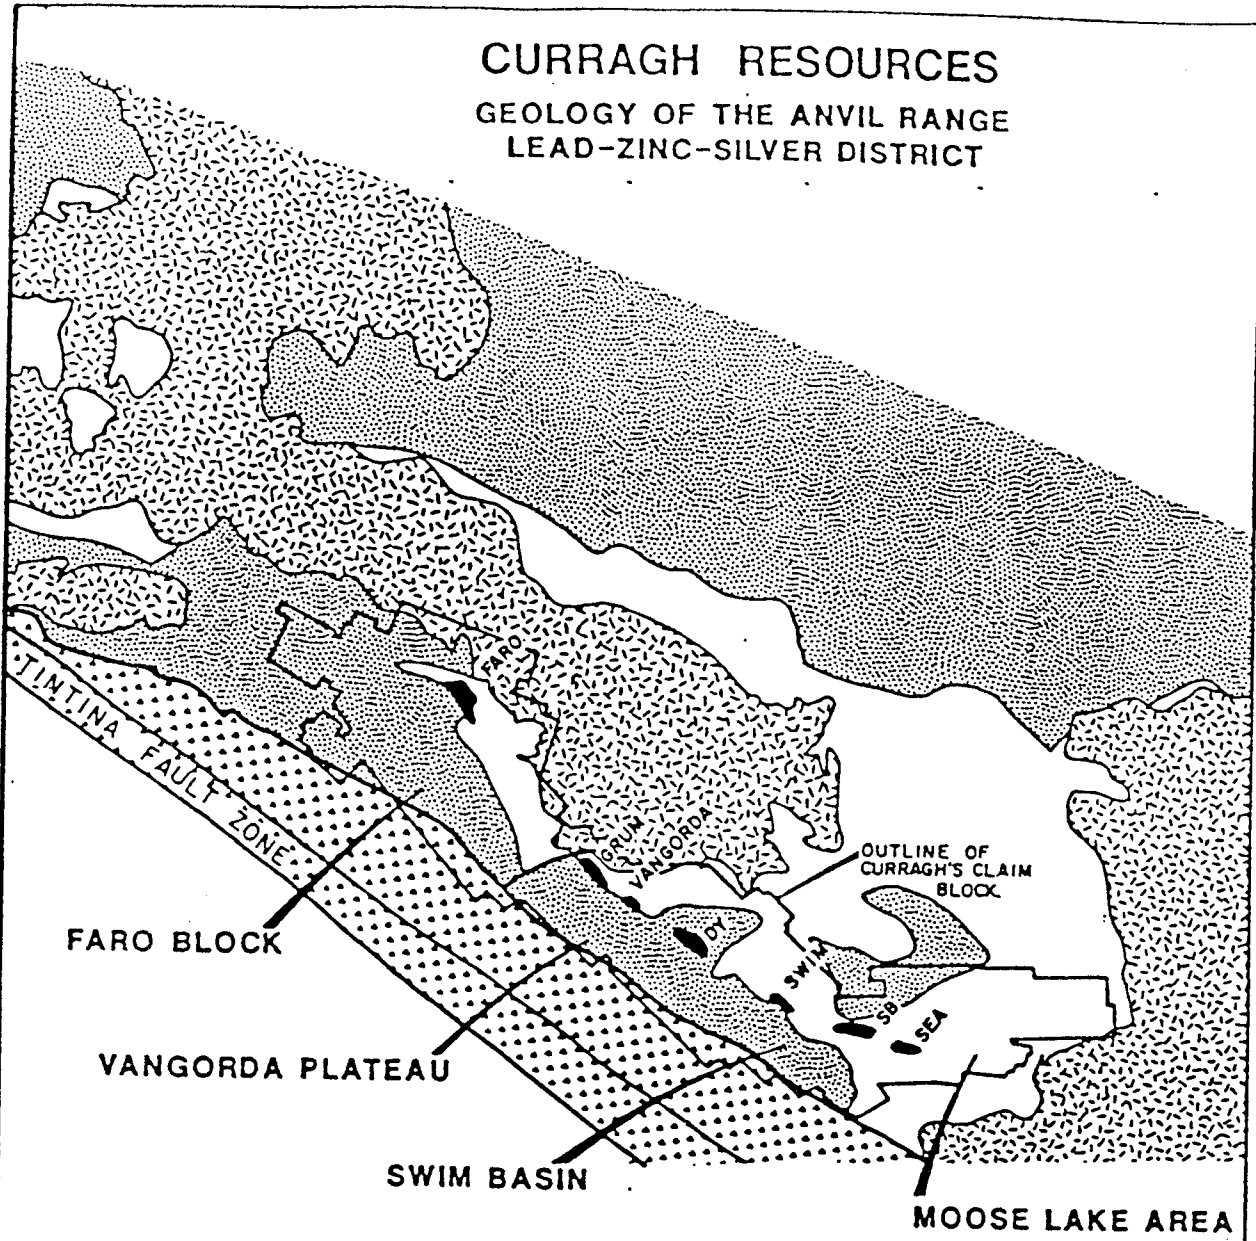 CURRAGH RESOURCES
GEOLOGY OF THE ANVIL RANGE
LEAD-ZINC-SILVER DISTRICT
FARO
TINTINA FAULT ZONE
GRUM
VANGORDA
OUTLINE OF
CURRAGH'S CLAIM
BLOCK
DY
FARO BLOCK
SWIM
SB
SEA
VANGORDA PLATEAU
SWIM BASIN
MOOSE LAKE AREA